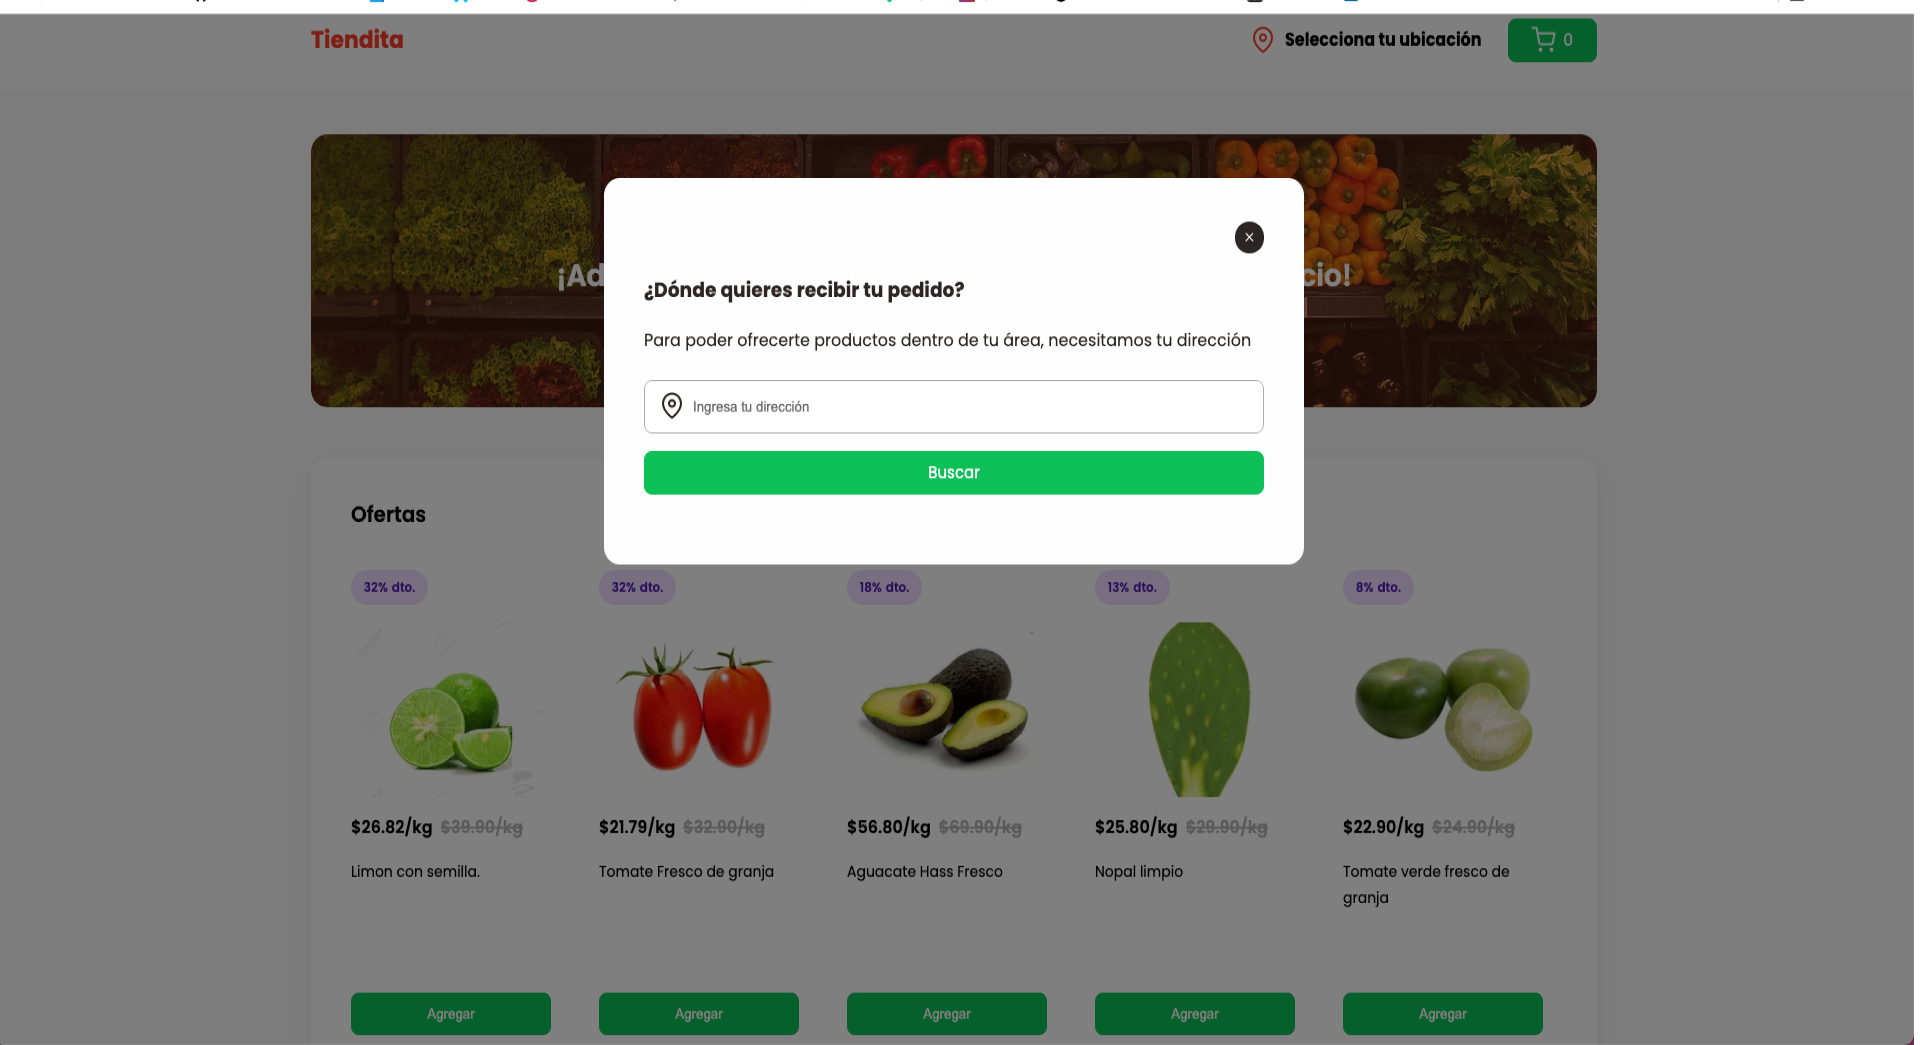 Tiendita
Selecciona tu ubicación
0
¡Ad
cio!
¿Dónde quieres recibir tu pedido?
Para poder ofrecerte productos dentro de tu área, necesitamos tu dirección
Ingresa tu dirección
Buscar
Ofertas
32% dto.
32% dto.
18% dto.
13% dto.
8% dto.
$26.82/kg $39.90/kg
$21.79/kg $32.90/kg
$56.80/kg $69.90/kg
$25.80/kg $29.90/kg
$22.90/kg $24.90/kg
Limon con semilla.
Tomate Fresco de granja
Aguacate Hass Fresco
Nopal limpio
Tomate verde fresco de
granja
Agregar
Agregar
Agregar
Agregar
Agregar